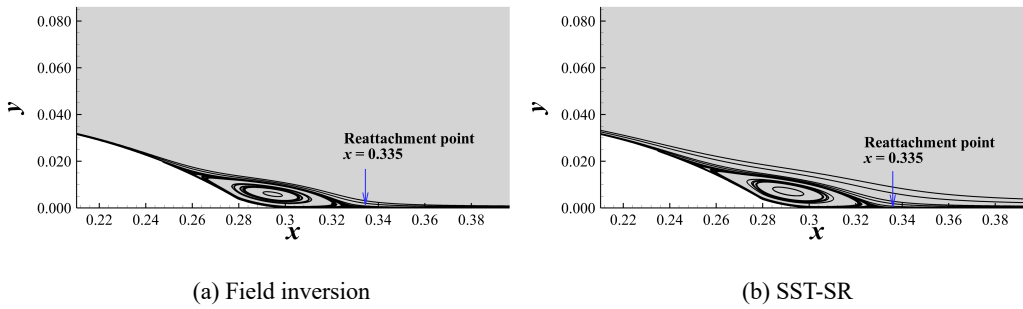 0.080
0.060
y
0.040
0.020
0.000
Reattachment point
x = 0.335
0.22 0.24 0.26 0.28 0.3 0.32 0.34 0.36 0.38
x
(a) Field inversion
0.080
0.060
y
0.040
0.020
0.000
Reattachment point
x = 0.335
0.22 0.24 0.26 0.28 0.3 0.32 0.34 0.36 0.38
x
(b) SST-SR